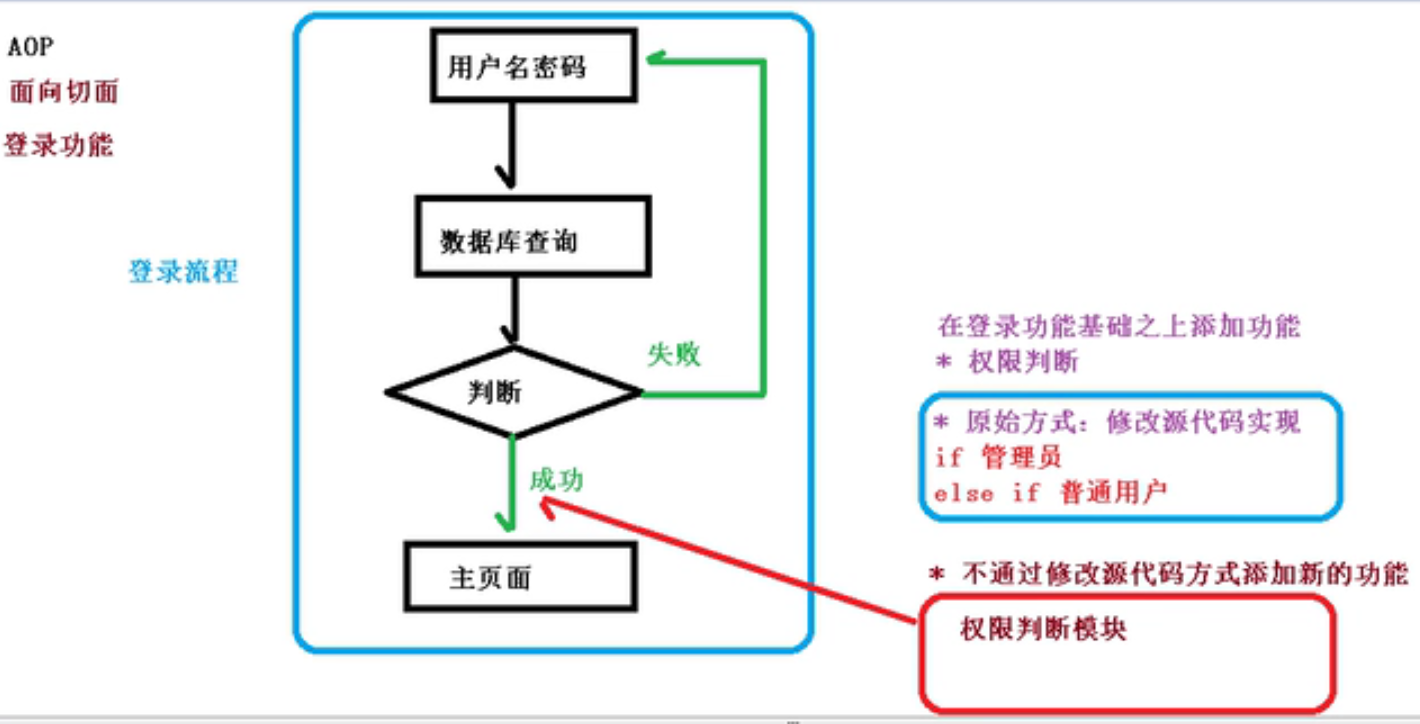 AOP
面向切面
登录功能
登录流程
用户名密码
数据库查询
判断
失败
成功
主页面
在登录功能基础之上添加功能
* 权限判断
* 原始方式：修改源代码实现
if 管理员
else if 普通用户
* 不通过修改源代码方式添加新的功能
权限判断模块